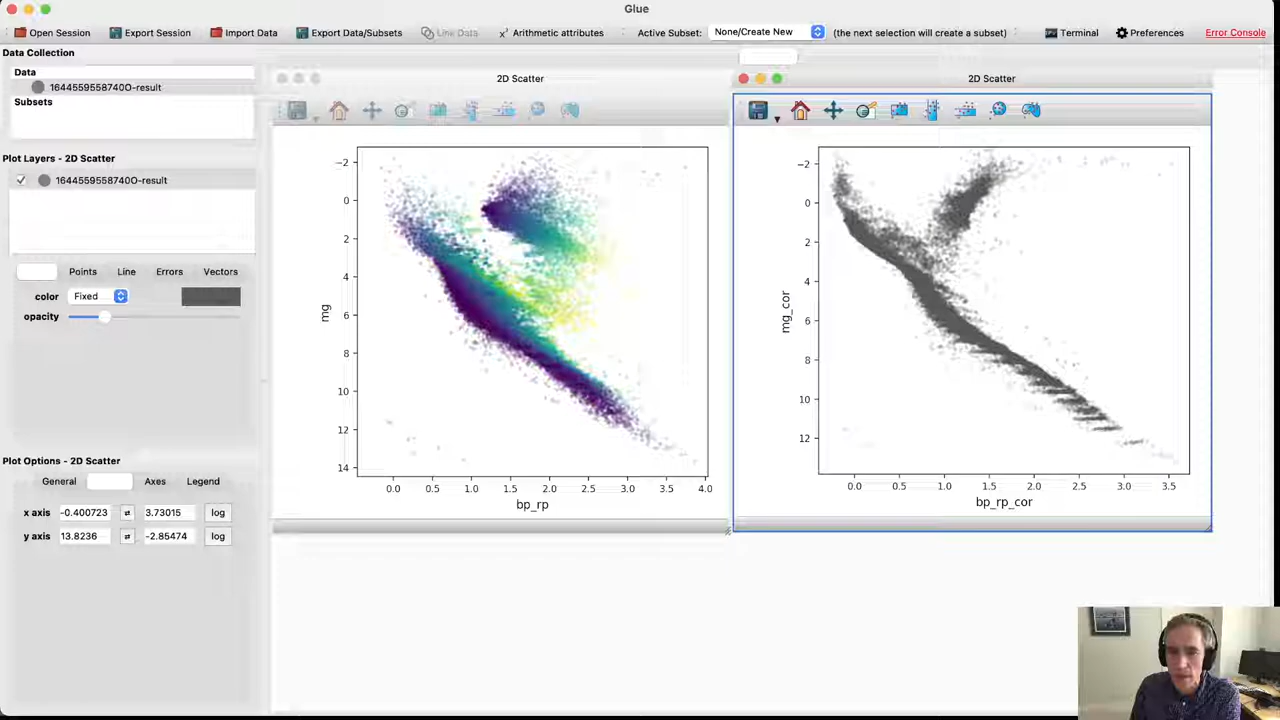 Glue
Open Session Export Session Import Data Export Data/Subsets Link Data Arithmetic attributes Active Subset: None/Create New (the next selection will create a subset) Terminal Preferences Error Console
Data Collection
Data
1644559558740O-result
Subsets
Plot Layers - 2D Scatter
1644559558740O-result
Points Line Errors Vectors
color Fixed
opacity
Plot Options - 2D Scatter
General Axes Legend
x axis -0.400723 3.73015 log
y axis 13.8236 -2.85474 log
2D Scatter
−2
0
2
4
6
8
10
12
14
mg
0.0 0.5 1.0 1.5 2.0 2.5 3.0 3.5 4.0
bp_rp
2D Scatter
−2
0
2
4
6
8
10
12
mg_cor
0.0 0.5 1.0 1.5 2.0 2.5 3.0 3.5
bp_rp_cor